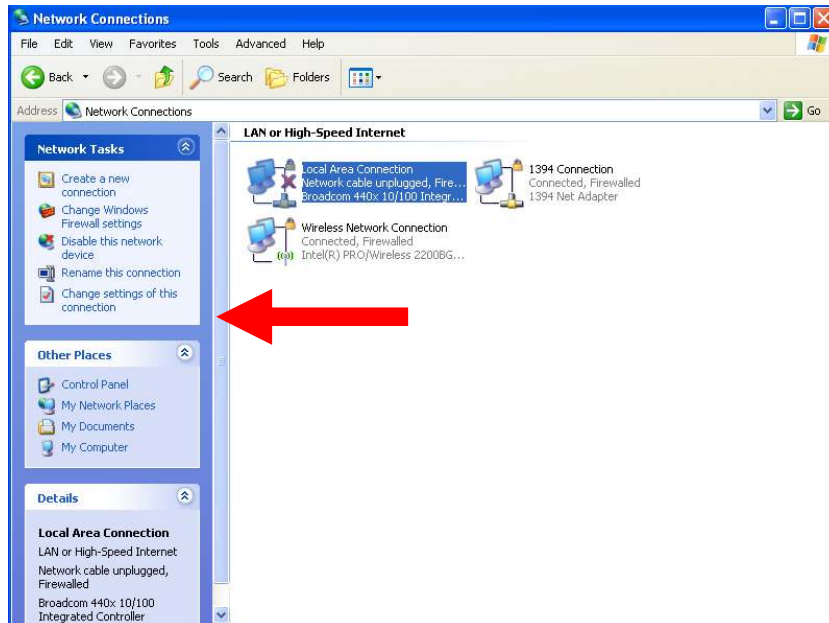 Network Connections
File Edit View Favorites Tools Advanced Help
Back Search Folders
Address Network Connections Go
Network Tasks
Create a new
connection
Change Windows
Firewall settings
Disable this network
device
Rename this connection
Change settings of this
connection
Other Places
Control Panel
My Network Places
My Documents
My Computer
Details
Local Area Connection
LAN or High-Speed Internet
Network cable unplugged,
Firewalled
Broadcom 440x 10/100
Integrated Controller
LAN or High-Speed Internet
Local Area Connection
Network cable unplugged, Fire...
Broadcom 440x 10/100 Integr...
1394 Connection
Connected, Firewalled
1394 Net Adapter
Wireless Network Connection
Connected, Firewalled
Intel(R) PRO/Wireless 2200BG...